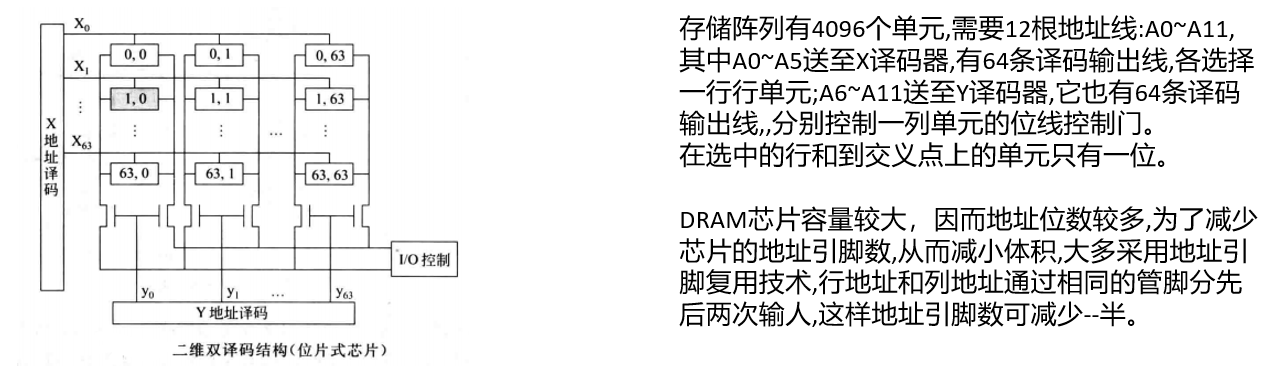 X0
0, 0
0, 1
0, 63
X1
1, 0
1, 1
1, 63
⋮
⋮
⋮
...
⋮
X
地
址
译
码
X63
63, 0
63, 1
63, 63
I/O 控制
y0
y1
...
y63
Y 地址译码
二维双译码结构(位片式芯片)
存储阵列有4096个单元,需要12根地址线:A0~A11,
其中A0~A5送至X译码器,有64条译码输出线,各选择
一行行单元;A6~A11送至Y译码器,它也有64条译码
输出线,,分别控制一列单元的位线控制门。
在选中的行和到交义点上的单元只有一位。
DRAM芯片容量较大，因而地址位数较多,为了减少
芯片的地址引脚数,从而减小体积,大多采用地址引
脚复用技术,行地址和列地址通过相同的管脚分先
后两次输人,这样地址引脚数可减少--半。